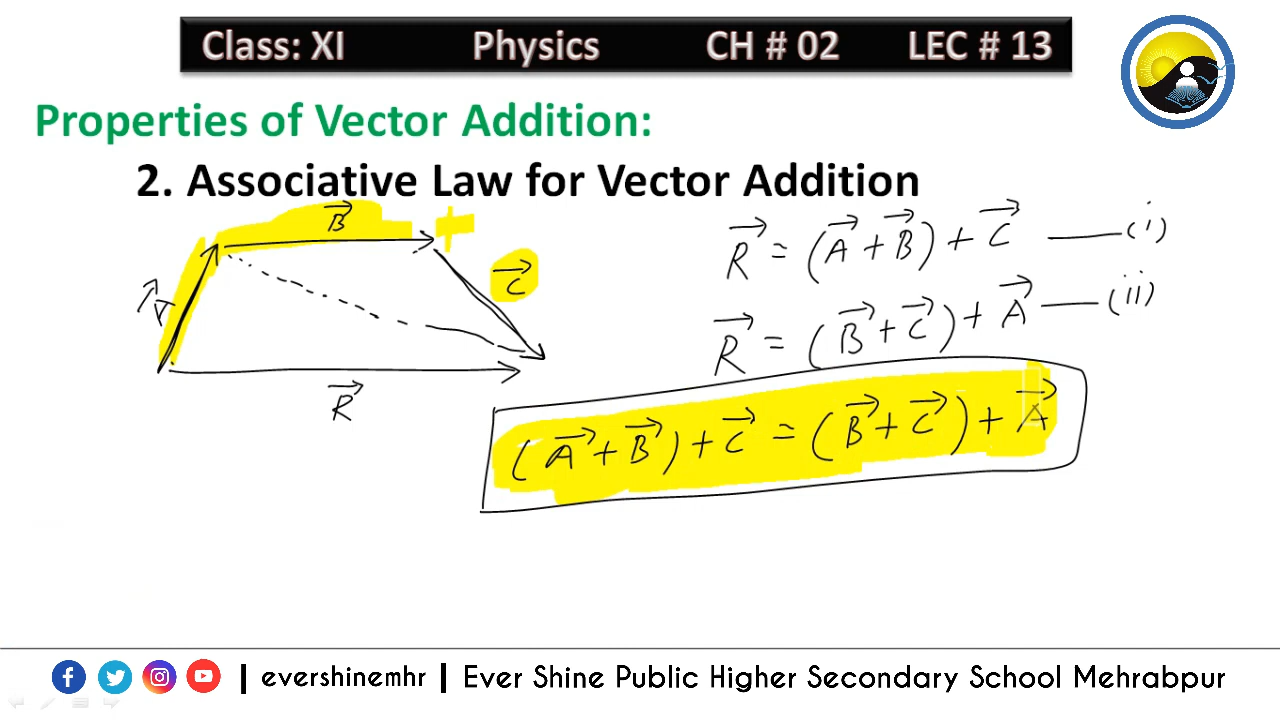 Class: XI Physics CH # 02 LEC # 13
Properties of Vector Addition:
2. Associative Law for Vector Addition
B⃗
A⃗
C⃗
R⃗
R⃗ = (A⃗ + B⃗) + C⃗ —— (i)
R⃗ = (B⃗ + C⃗) + A⃗ —— (ii)
(A⃗ + B⃗) + C⃗ = (B⃗ + C⃗) + A⃗
| evershinemhr | Ever Shine Public Higher Secondary School Mehrabpur